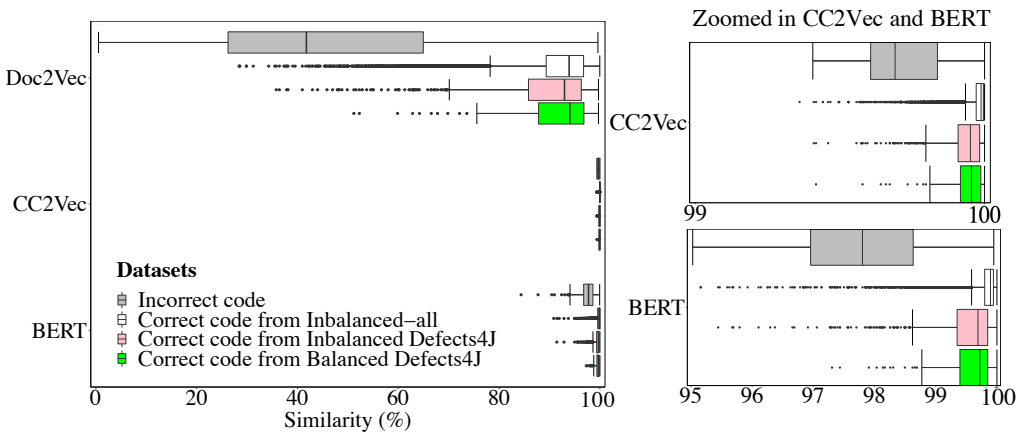 Doc2Vec
CC2Vec
BERT
Datasets
Incorrect code
Correct code from Inbalanced−all
Correct code from Inbalanced Defects4J
Correct code from Balanced Defects4J
0 20 40 60 80 100
Similarity (%)
Zoomed in CC2Vec and BERT
CC2Vec
99 100
BERT
95 96 97 98 99 100